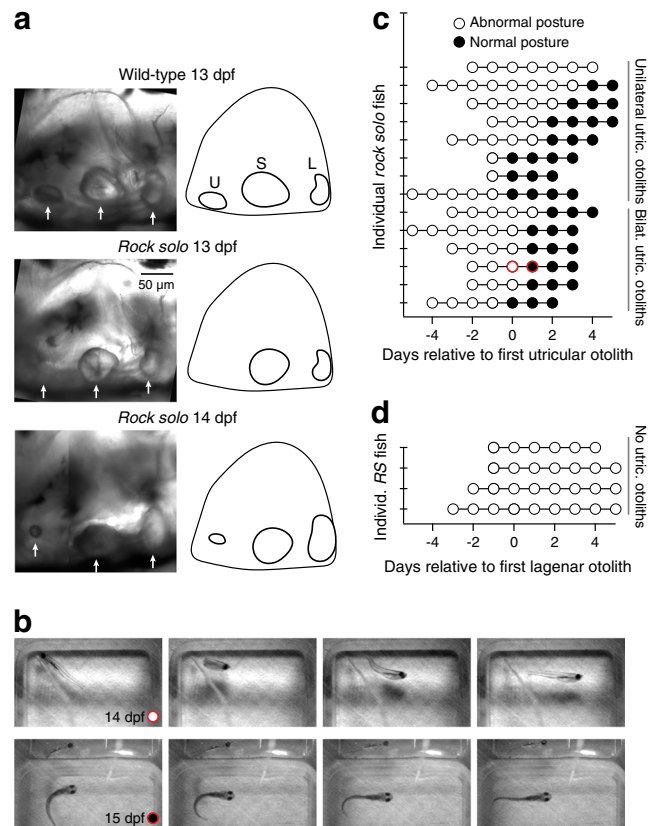 a
Wild-type 13 dpf
U
S
L
Rock solo 13 dpf
50 µm
Rock solo 14 dpf
c
Abnormal posture
Normal posture
Individual rock solo fish
Unilateral utric. otoliths
Bilat. utric. otoliths
-4 -2 0 2 4
Days relative to first utricular otolith
d
Individ. RS fish
No utric. otoliths
-4 -2 0 2 4
Days relative to first lagenar otolith
b
14 dpf
15 dpf